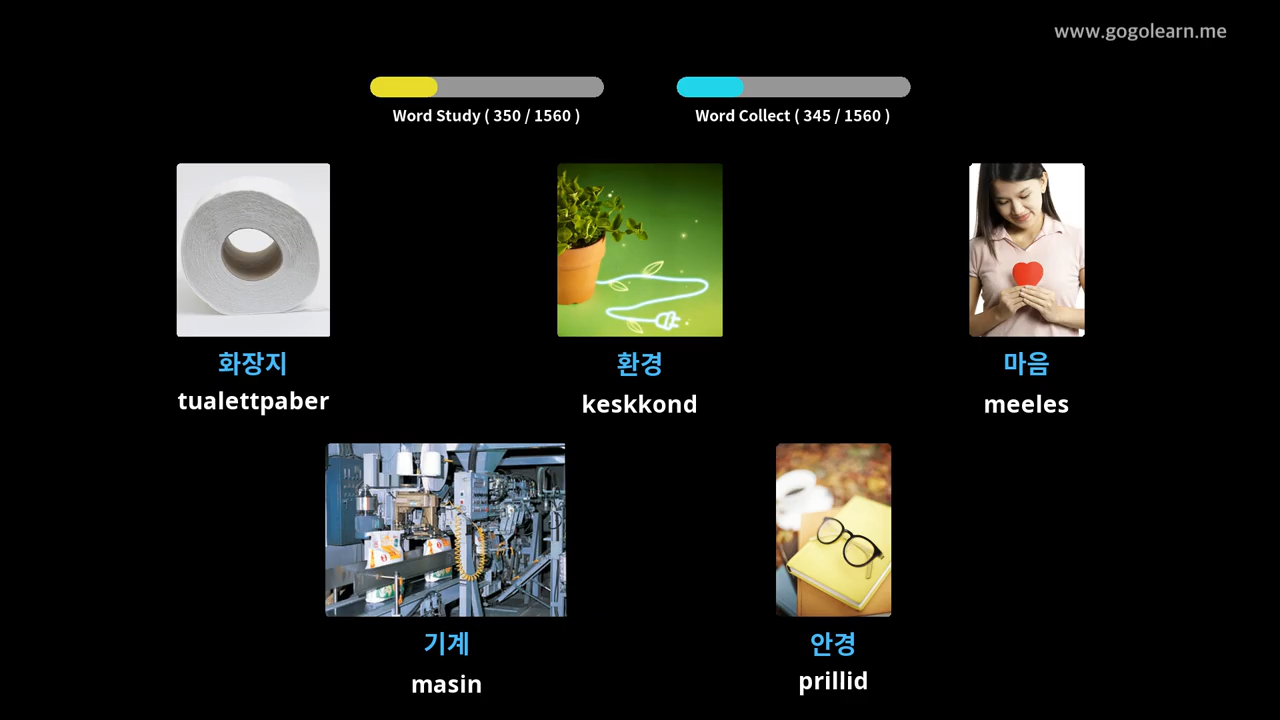 www.gogolearn.me
Word Study ( 350 / 1560 )
Word Collect ( 345 / 1560 )
화장지
tualettpaber
환경
keskkond
마음
meeles
기계
masin
안경
prillid